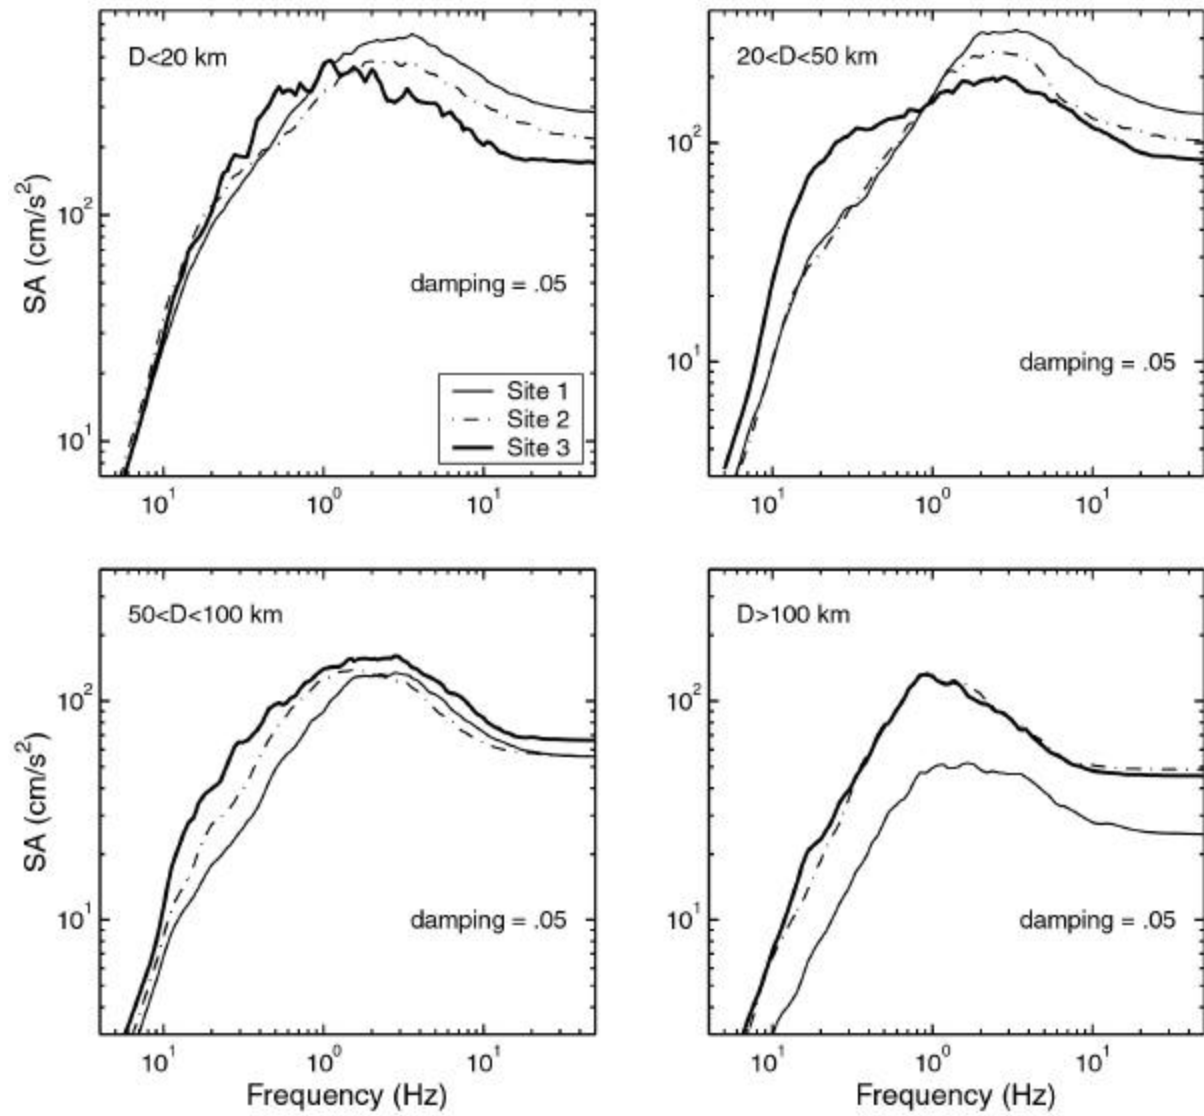 D<20 km
SA (cm/s²)
10²
10¹
damping = .05
Site 1
Site 2
Site 3
10¹ 10⁰ 10¹
20<D<50 km
10²
10¹
damping = .05
10¹ 10⁰ 10¹
50<D<100 km
SA (cm/s²)
10²
10¹
damping = .05
10¹ 10⁰ 10¹
Frequency (Hz)
D>100 km
10²
10¹
damping = .05
10¹ 10⁰ 10¹
Frequency (Hz)